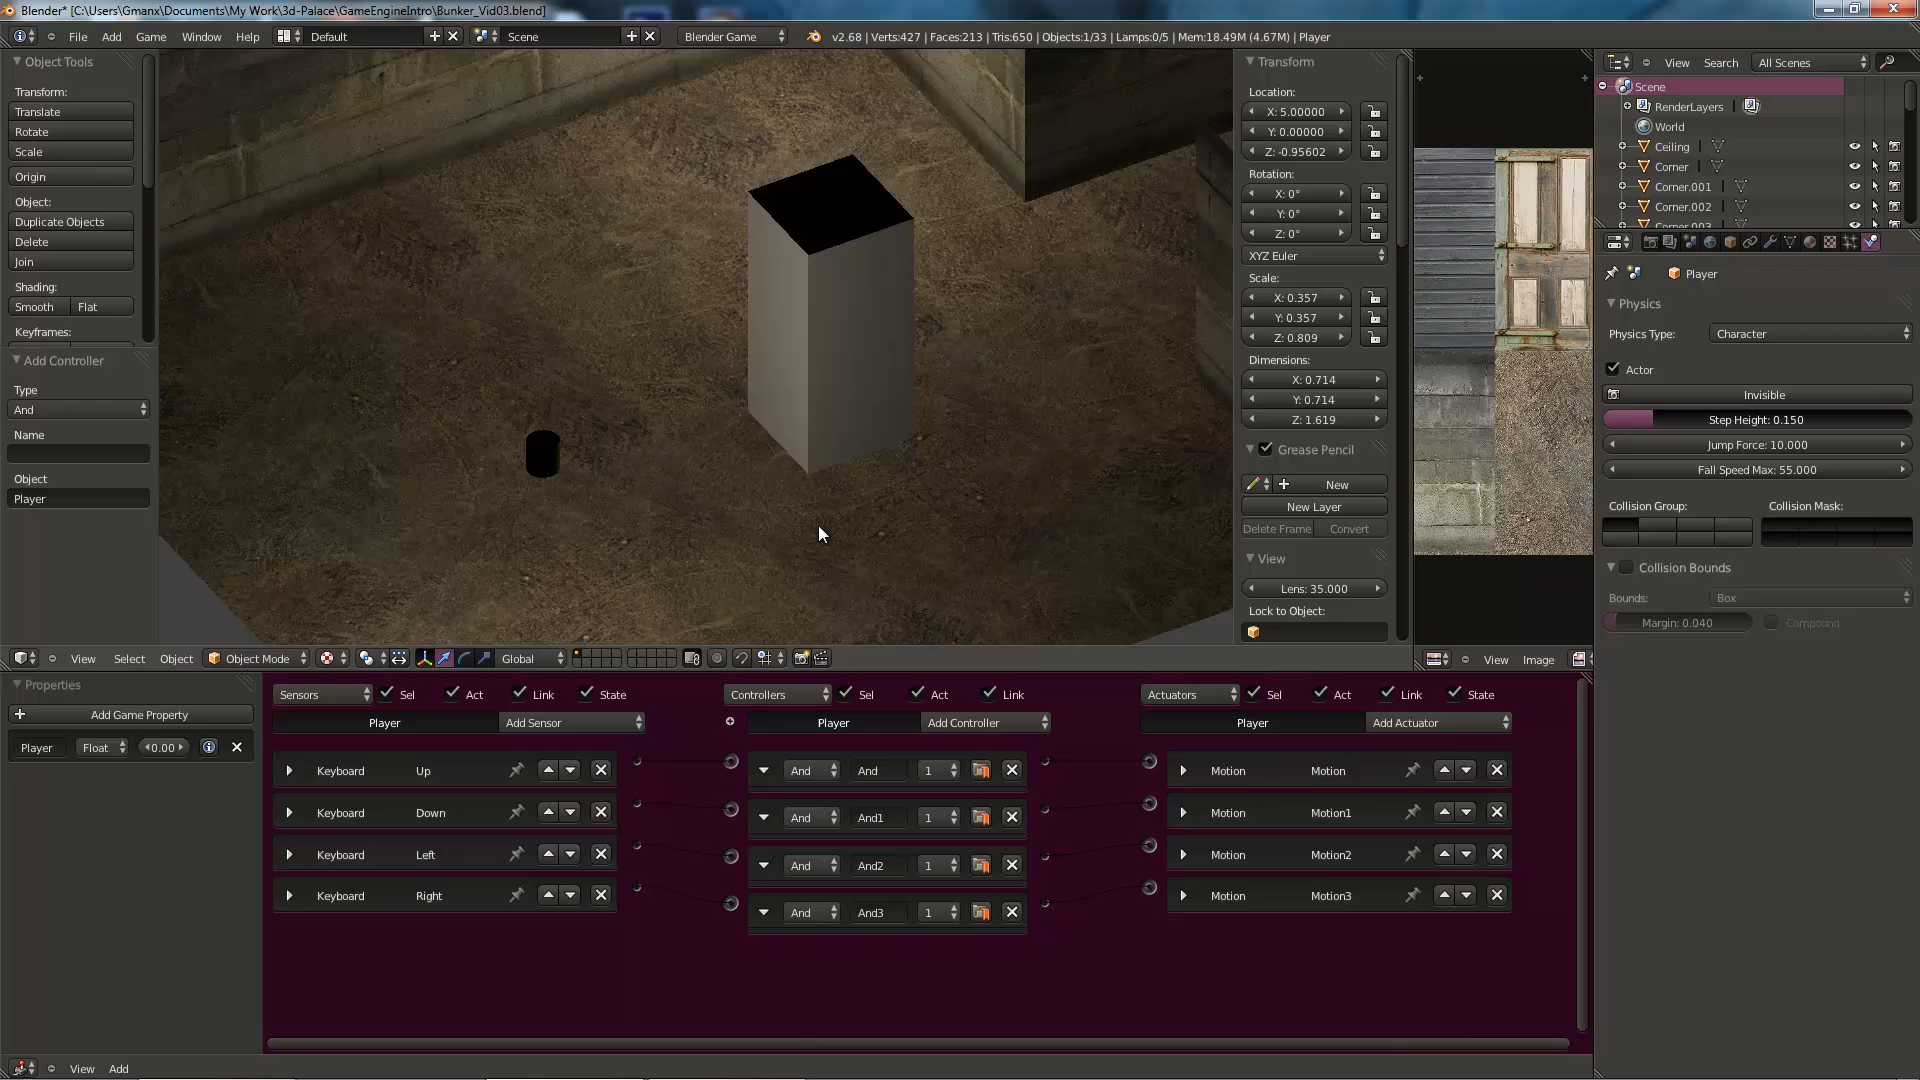 Blender* [C:\Users\Gmanx\Documents\My Work\3d-Palace\GameEngineIntro\Bunker_Vid03.blend]
File Add Game Window Help Default Scene Blender Game v2.68 | Verts:427 | Faces:213 | Tris:650 | Objects:1/33 | Lamps:0/5 | Mem:18.49M (4.67M) | Player
Object Tools
Transform:
Translate
Rotate
Scale
Origin
Object:
Duplicate Objects
Delete
Join
Shading:
Smooth Flat
Keyframes:
Add Controller
Type
And
Name
Object
Player
Transform
Location:
X: 5.00000
Y: 0.00000
Z: -0.95602
Rotation:
X: 0°
Y: 0°
Z: 0°
XYZ Euler
Scale:
X: 0.357
Y: 0.357
Z: 0.809
Dimensions:
X: 0.714
Y: 0.714
Z: 1.619
Grease Pencil
New
New Layer
Delete Frame Convert
View
Lens: 35.000
Lock to Object:
View Search All Scenes
Scene
RenderLayers
World
Ceiling
Corner
Corner.001
Corner.002
Corner.003
Player
Physics
Physics Type: Character
Actor
Invisible
Step Height: 0.150
Jump Force: 10.000
Fall Speed Max: 55.000
Collision Group: Collision Mask:
Collision Bounds
Bounds: Box
Margin: 0.040 Compound
View Select Object Object Mode Global
View Image
Properties
Add Game Property
Player Float 0.00
Sensors Sel Act Link State Controllers Sel Act Link Actuators Sel Act Link State
Player Add Sensor Player Add Controller Player Add Actuator
Keyboard Up And And 1 Motion Motion
Keyboard Down And And1 1 Motion Motion1
Keyboard Left And And2 1 Motion Motion2
Keyboard Right And And3 1 Motion Motion3
View Add